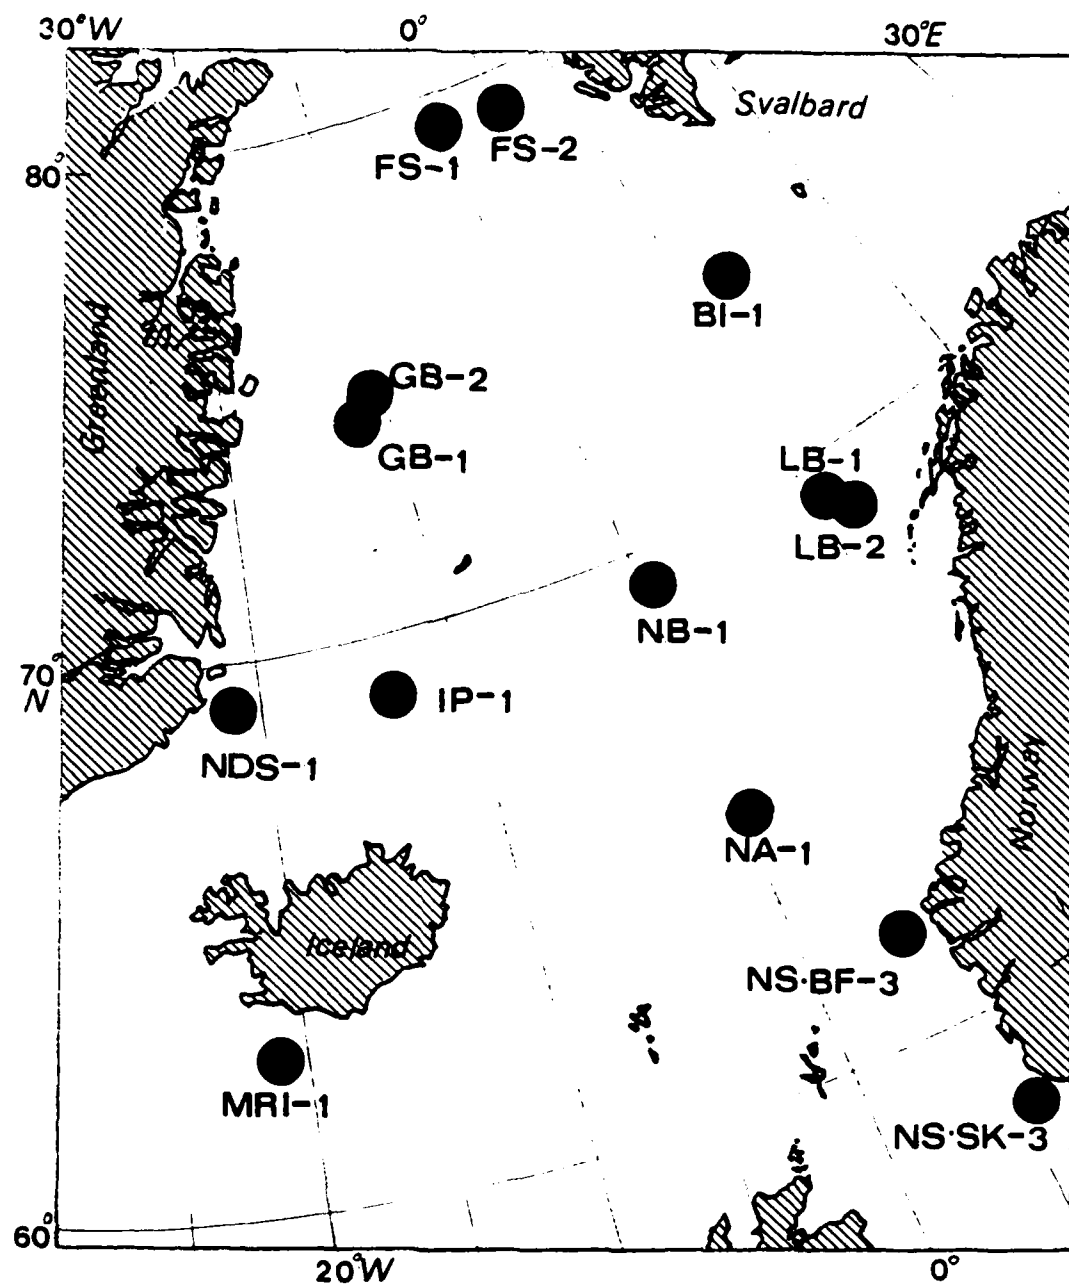 30°W
0°
30°E
Svalbard
FS-1
FS-2
80°
BI-1
Greenland
GB-2
GB-1
LB-1
LB-2
NB-1
70°
N
IP-1
NDS-1
Norway
NA-1
Iceland
NS·BF-3
MRI-1
NS·SK-3
60°
20°W
0°